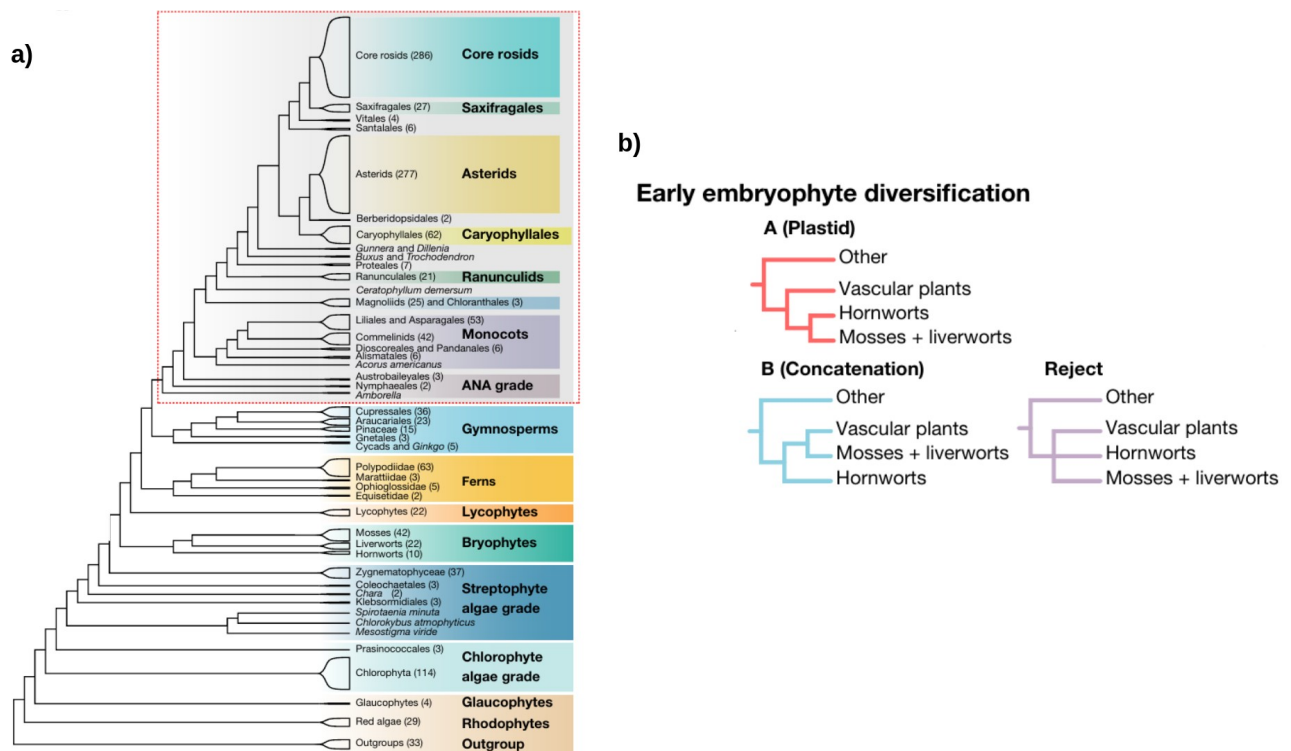 a)
Core rosids (286) Core rosids
Saxifragales (27) Saxifragales
Vitales (4)
Santalales (6)
Asterids (277) Asterids
Berberidopsidales (2)
Caryophyllales (62) Caryophyllales
Gunnera and Dillenia
Buxus and Trochodendron
Proteales (7)
Ranunculales (21) Ranunculids
Ceratophyllum demersum
Magnoliids (25) and Chloranthales (3)
Liliales and Asparagales (53)
Monocots
Commelinids (42)
Dioscoreales and Pandanales (6)
Alismatales (6)
Acorus americanus
Austrobaileyales (3)
Nymphaeales (2) ANA grade
Amborella
Cupressales (36)
Araucariales (23) Gymnosperms
Pinaceae (15)
Gnetales (3)
Cycads and Ginkgo (5)
Polypodiidae (63)
Marattiidae (3) Ferns
Ophioglossidae (5)
Equisetidae (2)
Lycophytes (22) Lycophytes
Mosses (42)
Liverworts (22) Bryophytes
Hornworts (10)
Zygnematophyceae (37)
Coleochaetales (3) Streptophyte
Chara (2)
Klebsormidiales (3) algae grade
Spirotaenia minuta
Chlorokybus atmophyticus
Mesostigma viride
Prasinococcales (3) Chlorophyte
Chlorophyta (114) algae grade
Glaucophytes (4) Glaucophytes
Red algae (29) Rhodophytes
Outgroups (33) Outgroup
b)
Early embryophyte diversification
A (Plastid)
Other
Vascular plants
Hornworts
Mosses + liverworts
B (Concatenation)
Other
Vascular plants
Mosses + liverworts
Hornworts
Reject
Other
Vascular plants
Hornworts
Mosses + liverworts